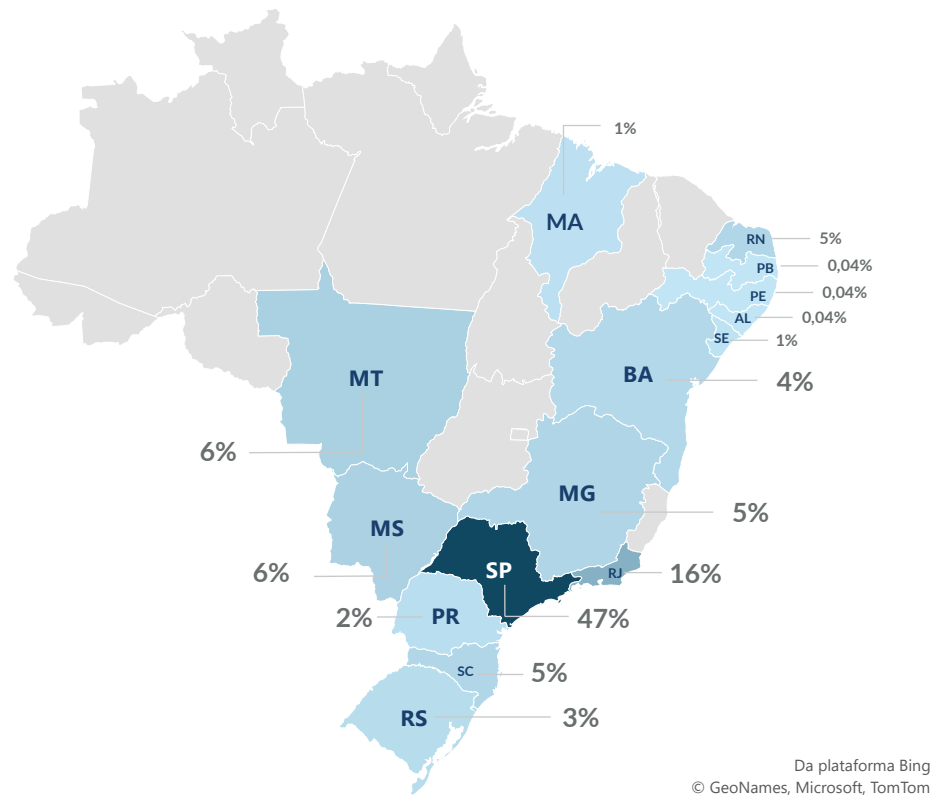 1%
MA
RN 5%
PB 0,04%
PE 0,04%
AL 0,04%
SE 1%
MT
BA 4%
6%
MG
5%
MS
SP
6%
RJ 16%
2% PR
47%
SC 5%
RS 3%
Da plataforma Bing
© GeoNames, Microsoft, TomTom